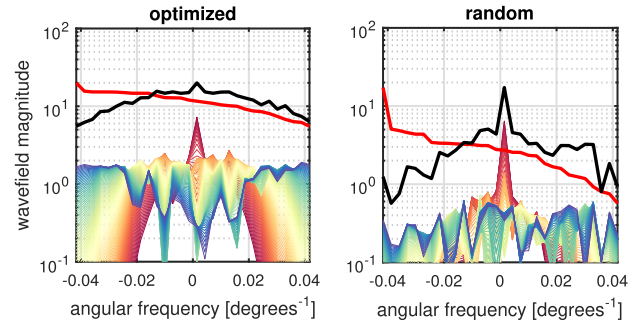 optimized
random
wavefield magnitude
10^2
10^1
10^0
10^-1
-0.04 -0.02 0 0.02 0.04
angular frequency [degrees^-1]
10^2
10^1
10^0
10^-1
-0.04 -0.02 0 0.02 0.04
angular frequency [degrees^-1]